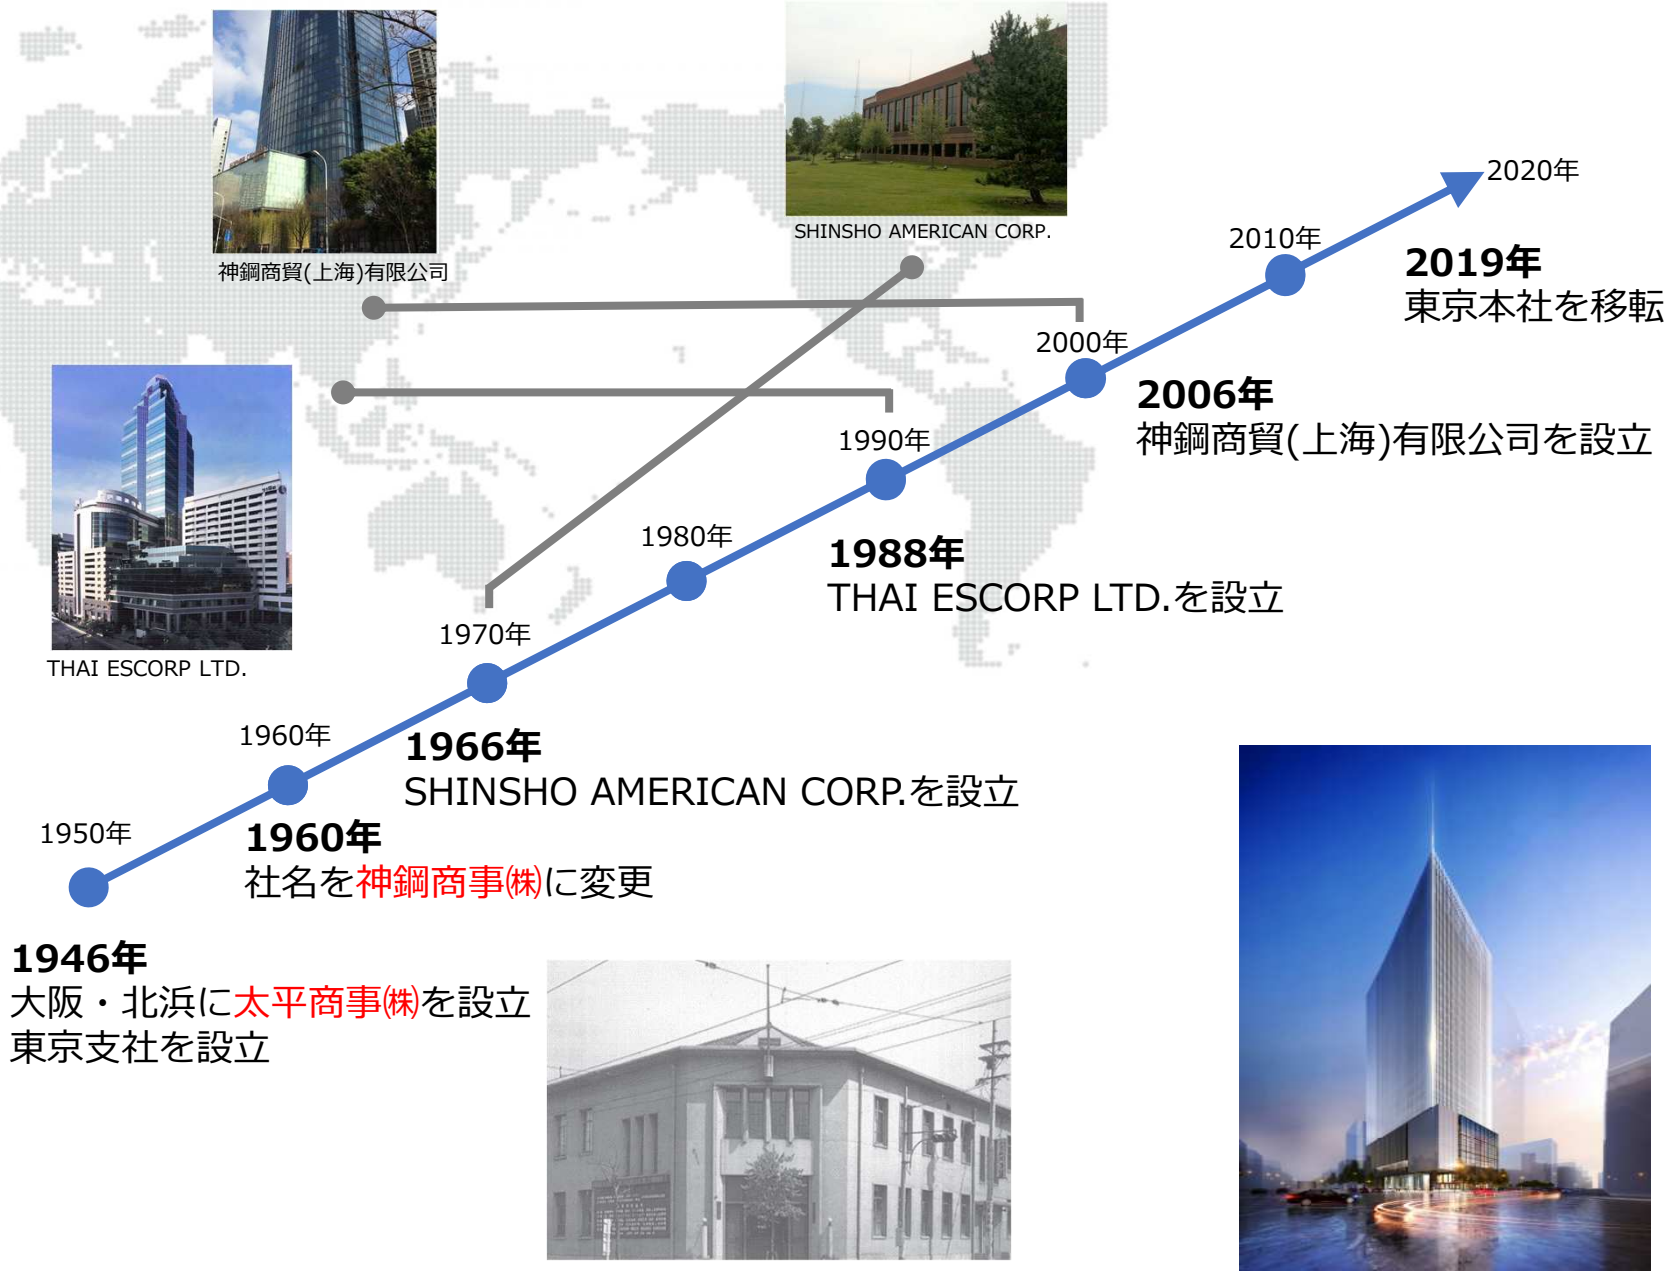 神鋼商貿(上海)有限公司
SHINSHO AMERICAN CORP.
THAI ESCORP LTD.
2020年
2010年
2019年
東京本社を移転
2000年
2006年
神鋼商貿(上海)有限公司を設立
1990年
1988年
THAI ESCORP LTD.を設立
1980年
1970年
1966年
SHINSHO AMERICAN CORP.を設立
1960年
1960年
社名を神鋼商事㈱に変更
1950年
1946年
大阪・北浜に太平商事㈱を設立
東京支社を設立